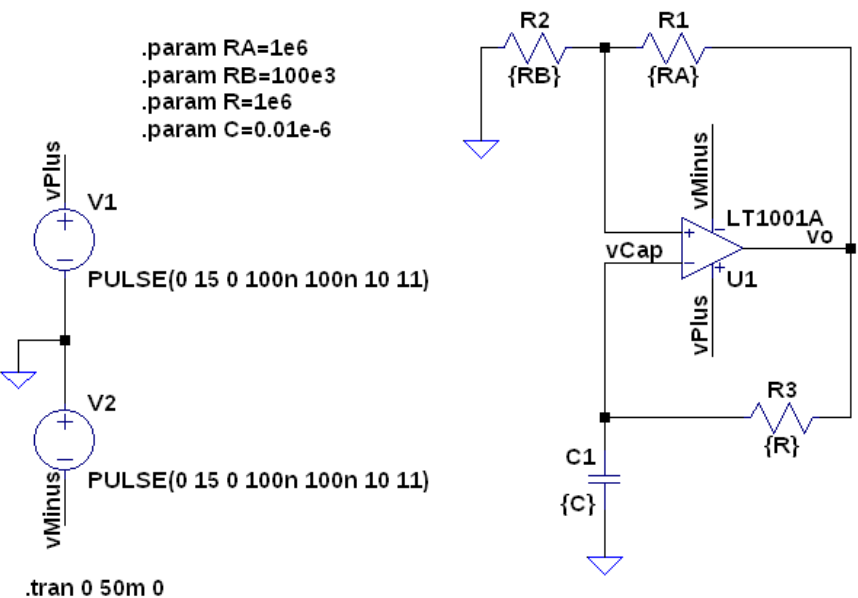 R2
R1
.param RA=1e6
{RB}
{RA}
.param RB=100e3
.param R=1e6
.param C=0.01e-6
vPlus
vMinus
V1
+
−
LT1001A
+
−
vo
vCap
−
+
U1
PULSE(0 15 0 100n 100n 10 11)
vPlus
R3
V2
+
{R}
−
C1
PULSE(0 15 0 100n 100n 10 11)
vMinus
{C}
.tran 0 50m 0